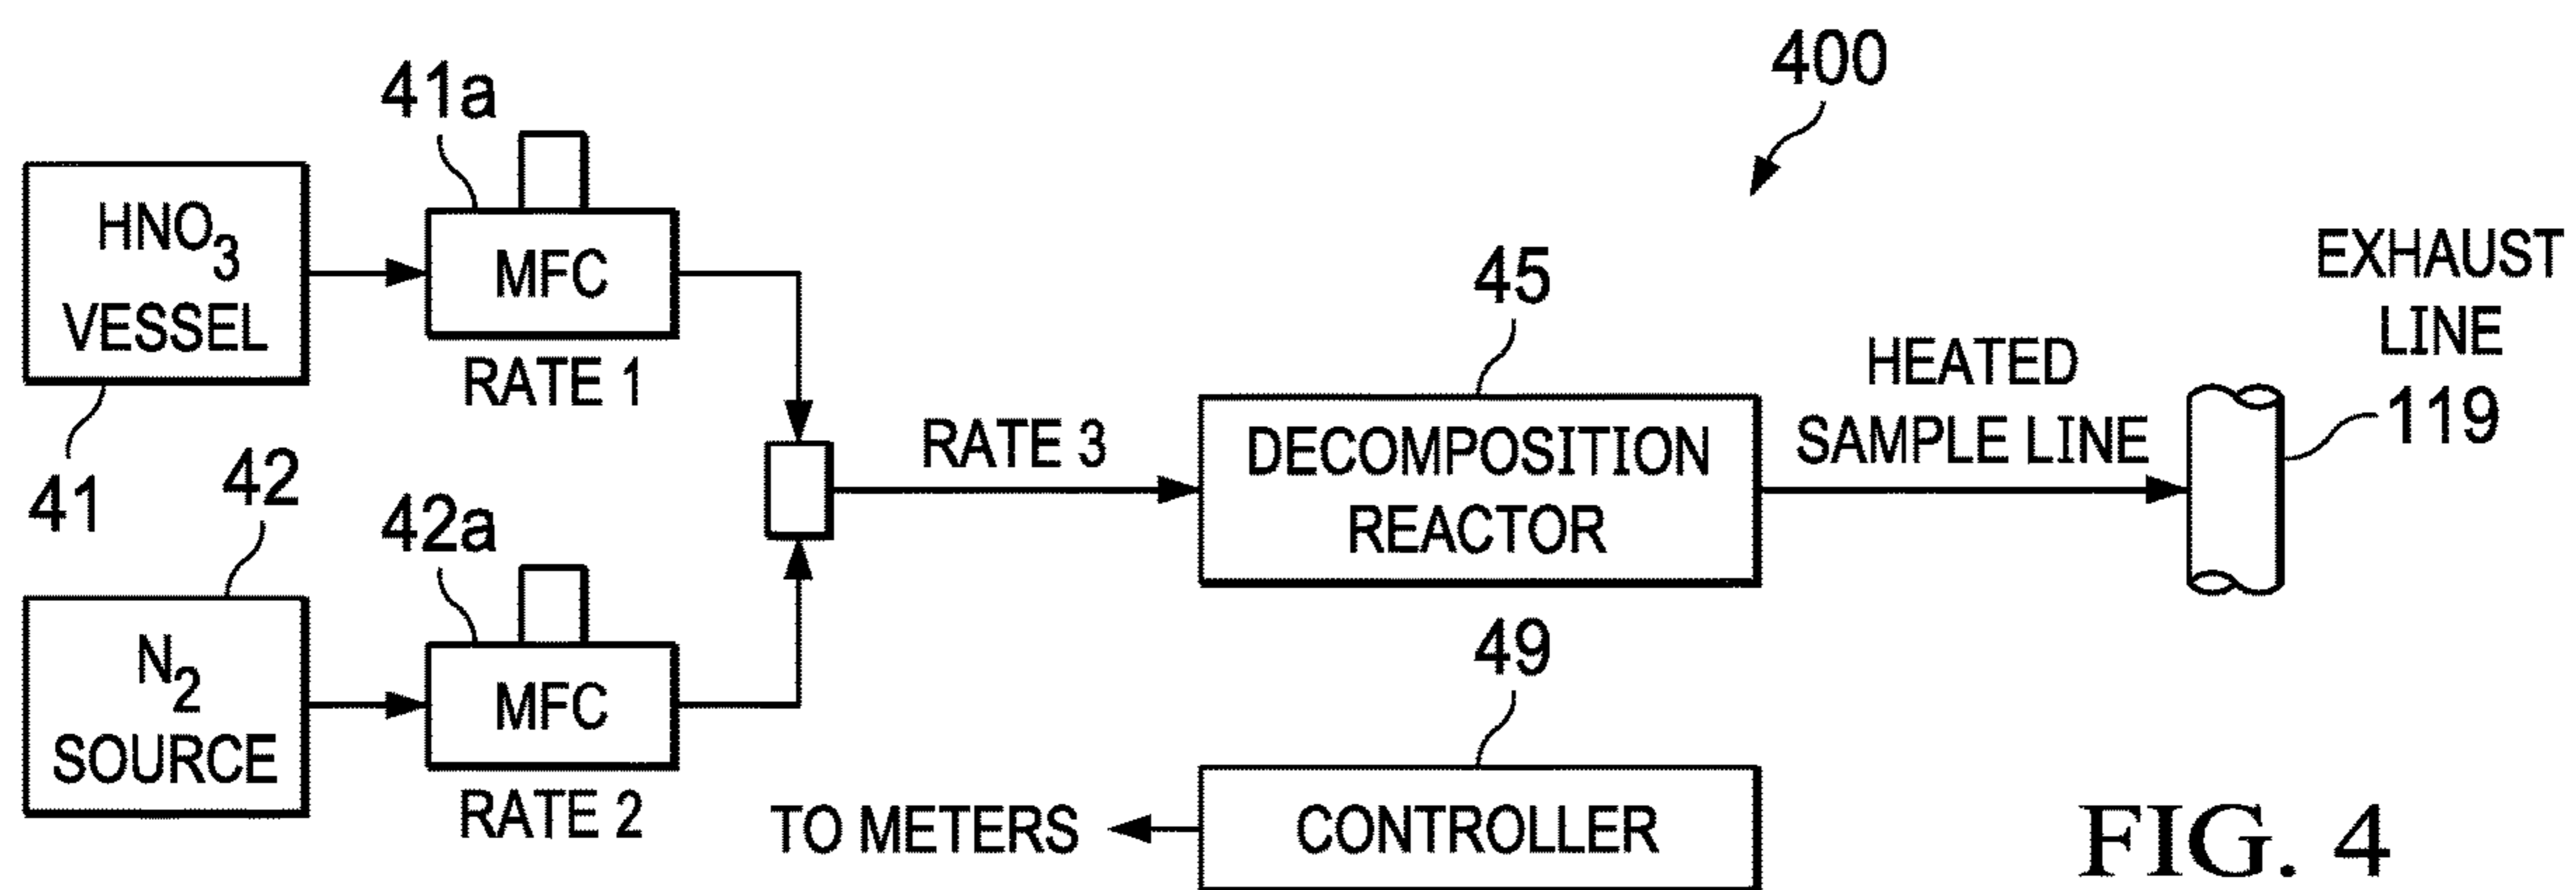 400
41a
HNO3
VESSEL
MFC
RATE 1
41
45
EXHAUST
LINE
119
HEATED
SAMPLE LINE
RATE 3
DECOMPOSITION
REACTOR
42
42a
N2
SOURCE
MFC
RATE 2
49
TO METERS
CONTROLLER
FIG. 4